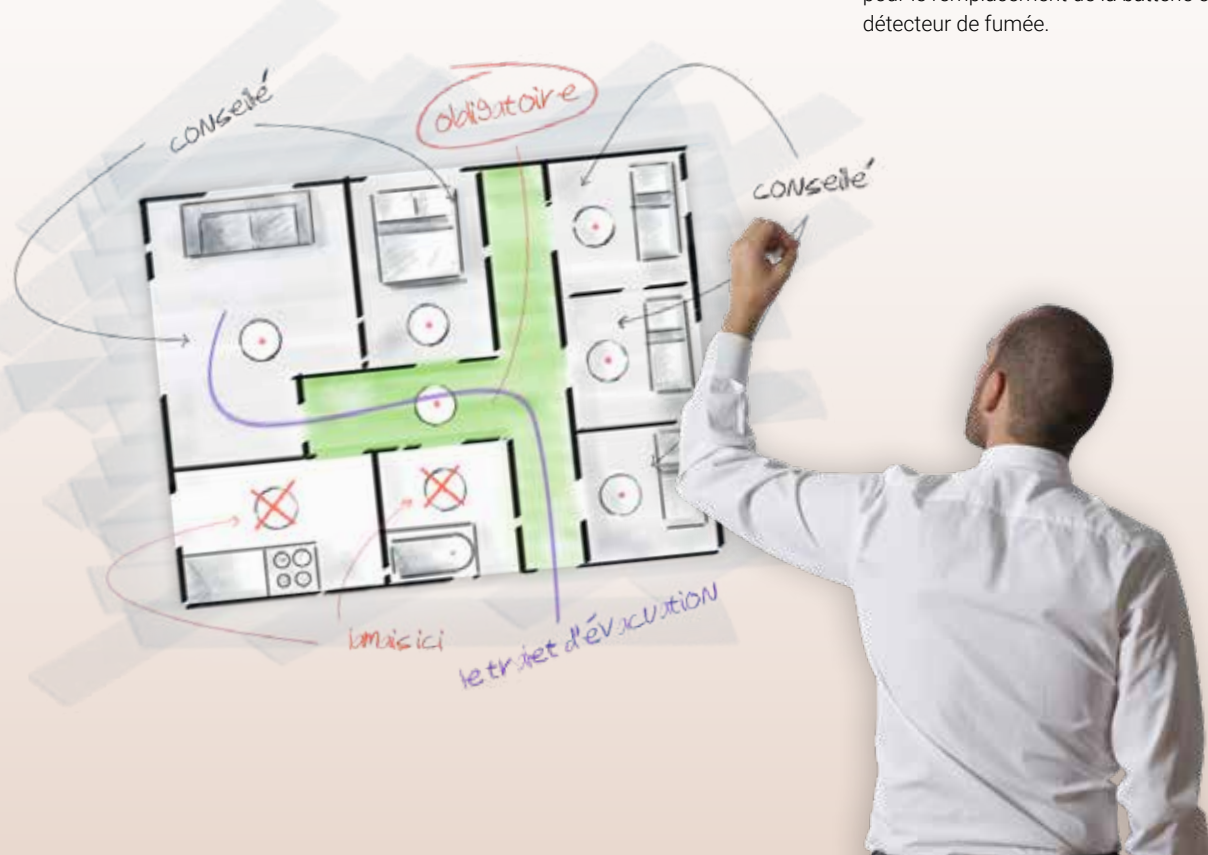 détecteur de fumée.
conseillé
obligatoire
conseillé
jamais ici
le trajet d'évacuation